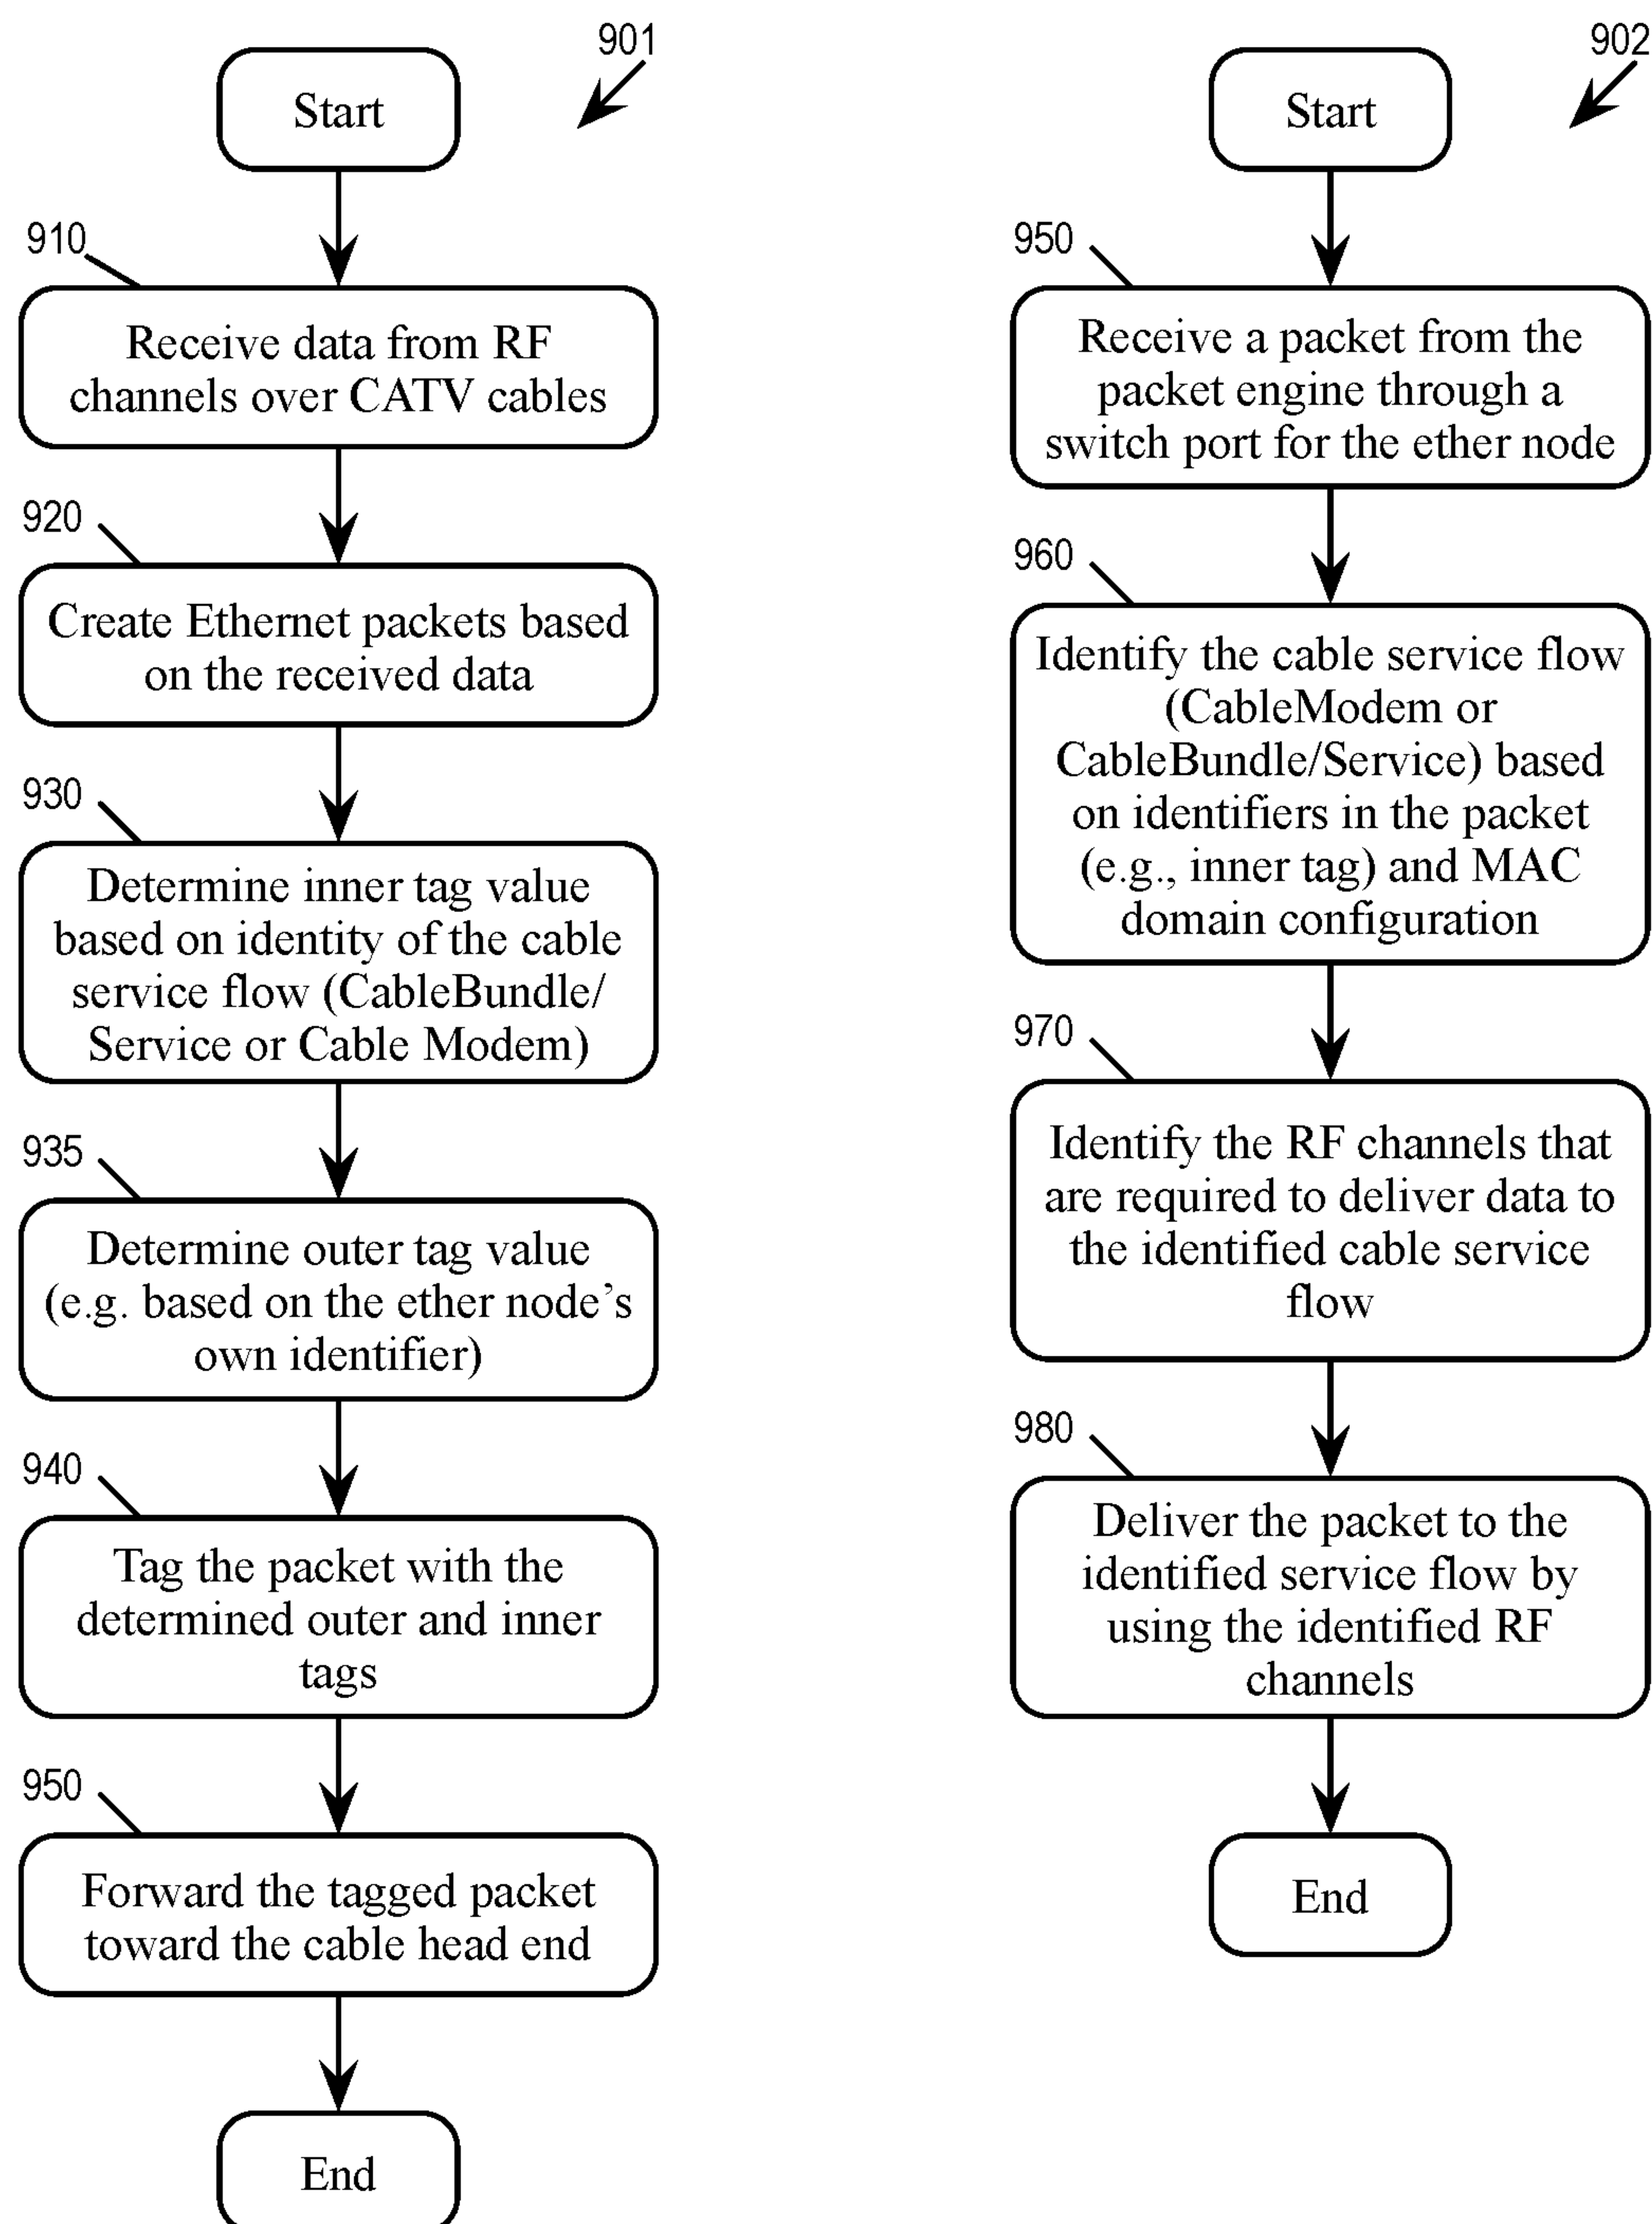 901
Start
910
Receive data from RF
channels over CATV cables
920
Create Ethernet packets based
on the received data
930
Determine inner tag value
based on identity of the cable
service flow (CableBundle/
Service or Cable Modem)
935
Determine outer tag value
(e.g. based on the ether node’s
own identifier)
940
Tag the packet with the
determined outer and inner
tags
950
Forward the tagged packet
toward the cable head end
End
902
Start
950
Receive a packet from the
packet engine through a
switch port for the ether node
960
Identify the cable service flow
(CableModem or
CableBundle/Service) based
on identifiers in the packet
(e.g., inner tag) and MAC
domain configuration
970
Identify the RF channels that
are required to deliver data to
the identified cable service
flow
980
Deliver the packet to the
identified service flow by
using the identified RF
channels
End